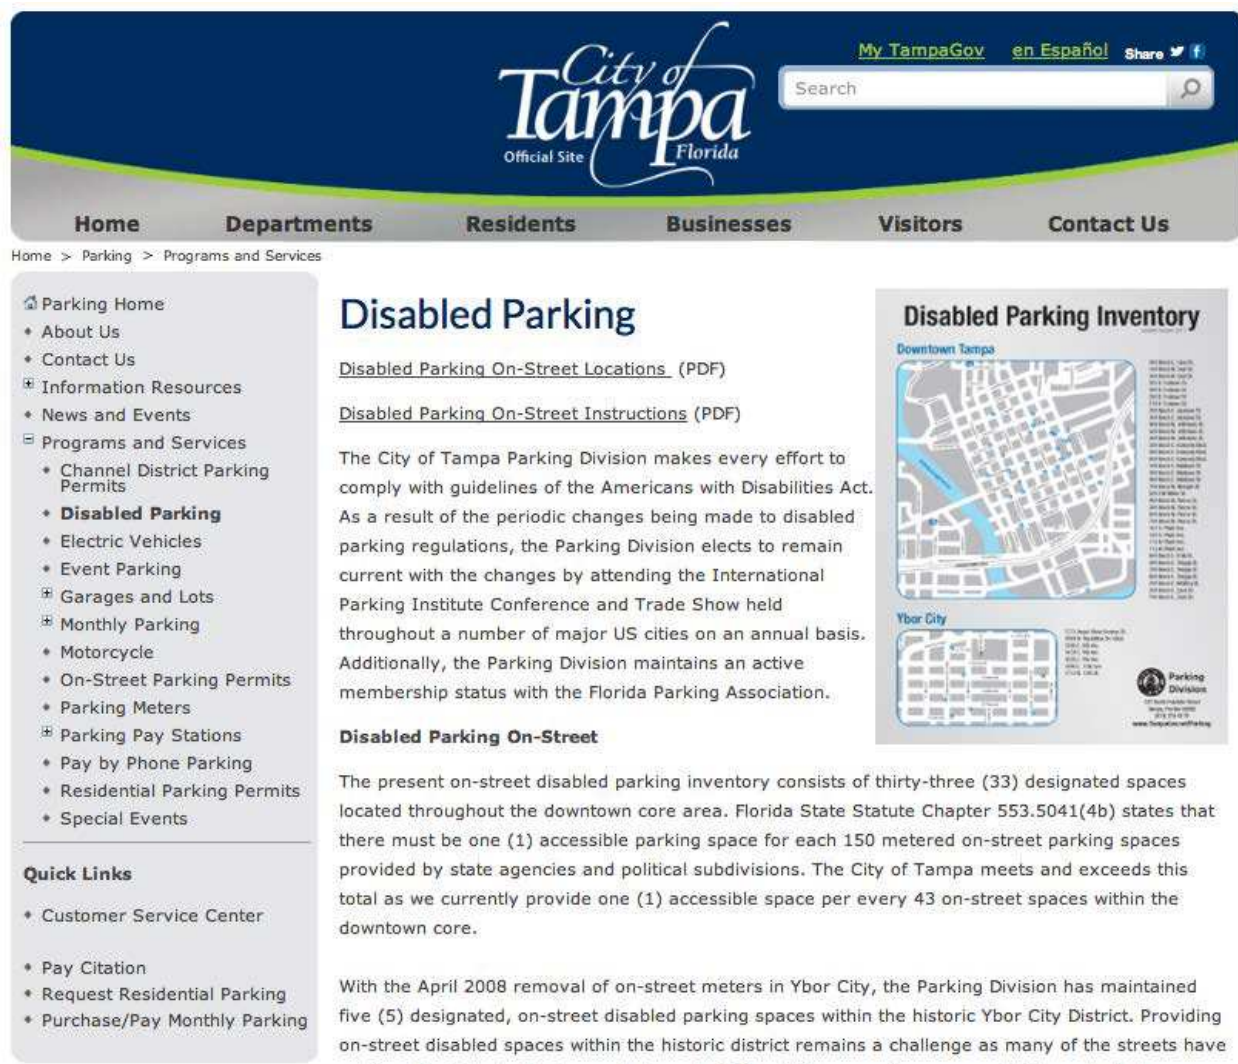 City of
Tampa
Official Site
Florida
My TampaGov en Español Share
Search
Home Departments Residents Businesses Visitors Contact Us
Home > Parking > Programs and Services
Parking Home
About Us
Contact Us
Information Resources
News and Events
Programs and Services
Channel District Parking
Permits
Disabled Parking
Electric Vehicles
Event Parking
Garages and Lots
Monthly Parking
Motorcycle
On-Street Parking Permits
Parking Meters
Parking Pay Stations
Pay by Phone Parking
Residential Parking Permits
Special Events
Quick Links
Customer Service Center
Pay Citation
Request Residential Parking
Purchase/Pay Monthly Parking
Disabled Parking
Disabled Parking On-Street Locations (PDF)
Disabled Parking On-Street Instructions (PDF)
The City of Tampa Parking Division makes every effort to
comply with guidelines of the Americans with Disabilities Act.
As a result of the periodic changes being made to disabled
parking regulations, the Parking Division elects to remain
current with the changes by attending the International
Parking Institute Conference and Trade Show held
throughout a number of major US cities on an annual basis.
Additionally, the Parking Division maintains an active
membership status with the Florida Parking Association.
Disabled Parking Inventory
Downtown Tampa
Ybor City
Parking
Division
Disabled Parking On-Street
The present on-street disabled parking inventory consists of thirty-three (33) designated spaces
located throughout the downtown core area. Florida State Statute Chapter 553.5041(4b) states that
there must be one (1) accessible parking space for each 150 metered on-street parking spaces
provided by state agencies and political subdivisions. The City of Tampa meets and exceeds this
total as we currently provide one (1) accessible space per every 43 on-street spaces within the
downtown core.
With the April 2008 removal of on-street meters in Ybor City, the Parking Division has maintained
five (5) designated, on-street disabled parking spaces within the historic Ybor City District. Providing
on-street disabled spaces within the historic district remains a challenge as many of the streets have